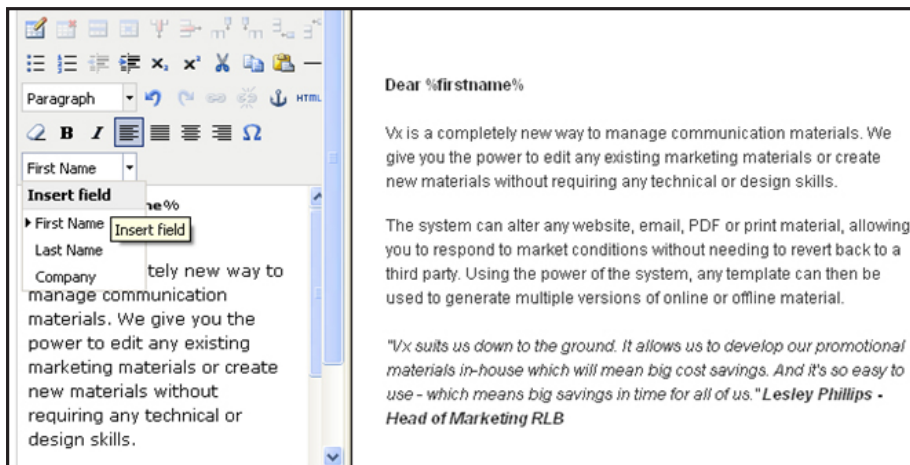 HTML
Paragraph
First Name
Insert field
First Name
Insert field
Last Name
Company
me%
tely new way to
manage communication
materials. We give you the
power to edit any existing
marketing materials or create
new materials without
requiring any technical or
design skills.
Dear %firstname%
Vx is a completely new way to manage communication materials. We
give you the power to edit any existing marketing materials or create
new materials without requiring any technical or design skills.
The system can alter any website, email, PDF or print material, allowing
you to respond to market conditions without needing to revert back to a
third party. Using the power of the system, any template can then be
used to generate multiple versions of online or offline material.
"Vx suits us down to the ground. It allows us to develop our promotional
materials in-house which will mean big cost savings. And it's so easy to
use - which means big savings in time for all of us." Lesley Phillips -
Head of Marketing RLB